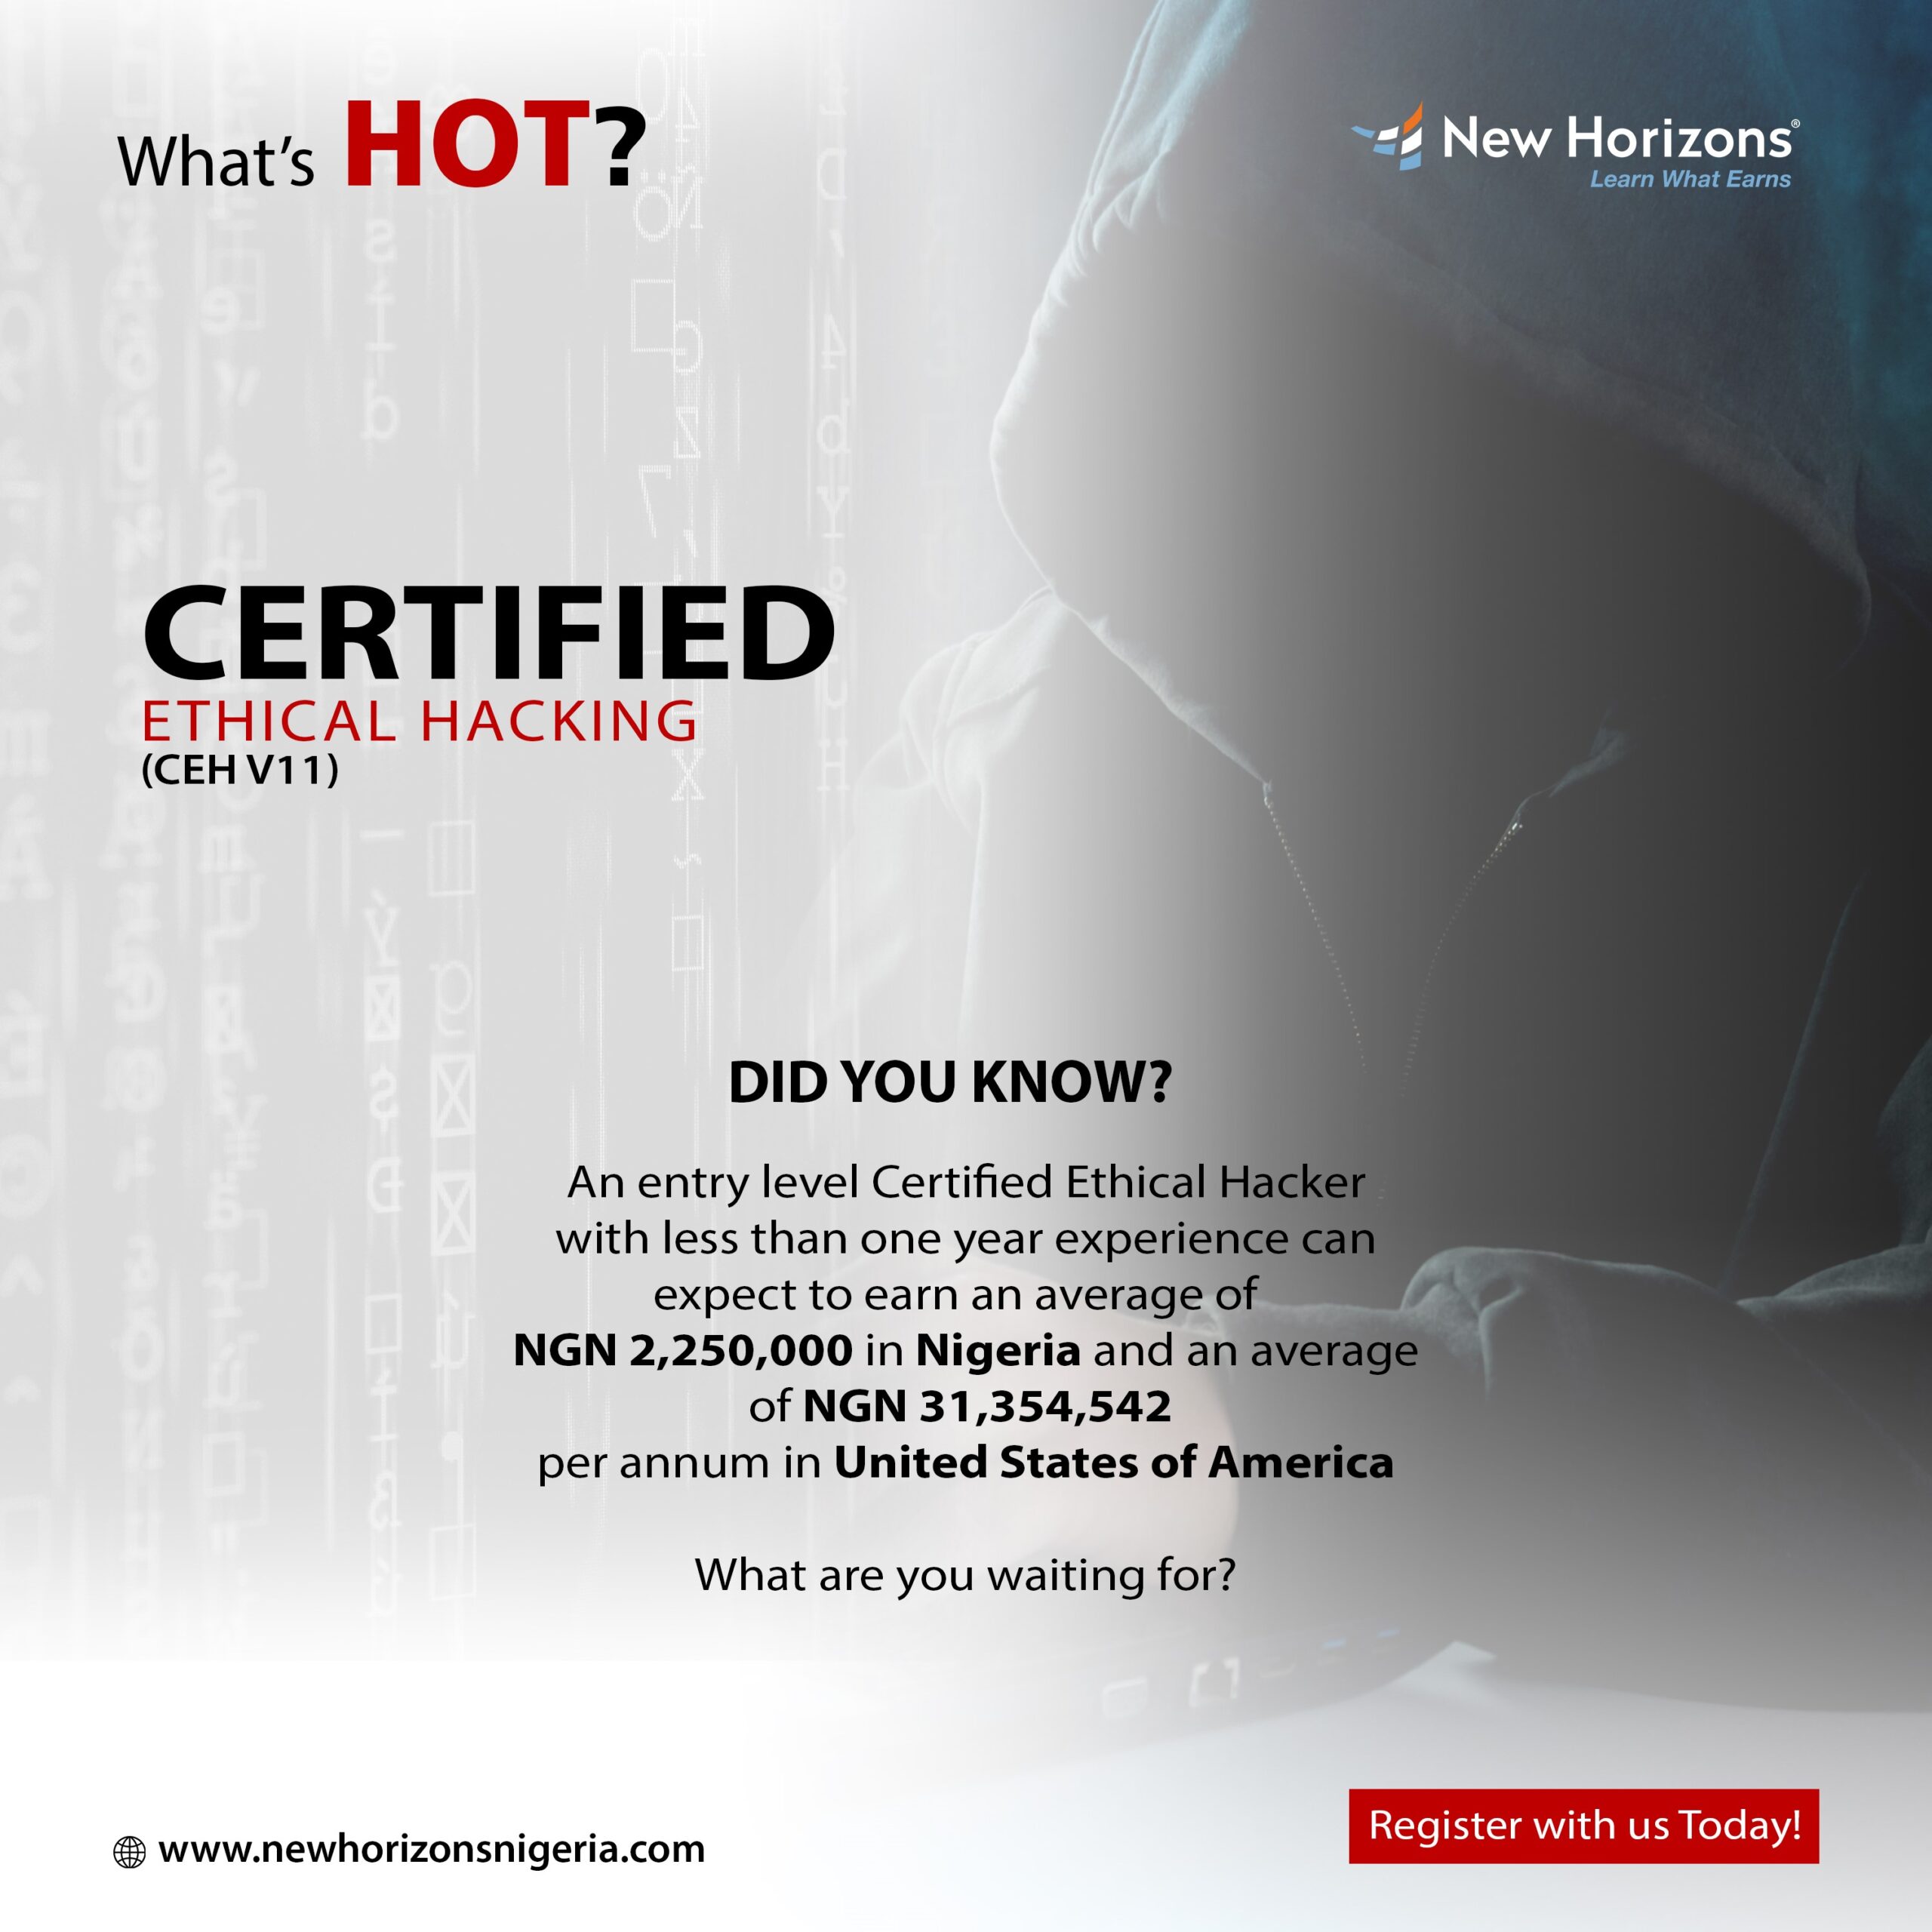 What's HOT?
New Horizons®
Learn What Earns
CERTIFIED
ETHICAL HACKING
(CEH V11)
DID YOU KNOW?
An entry level Certified Ethical Hacker
with less than one year experience can
expect to earn an average of
NGN 2,250,000 in Nigeria and an average
of NGN 31,354,542
per annum in United States of America
What are you waiting for?
www.newhorizonsnigeria.com
Register with us Today!